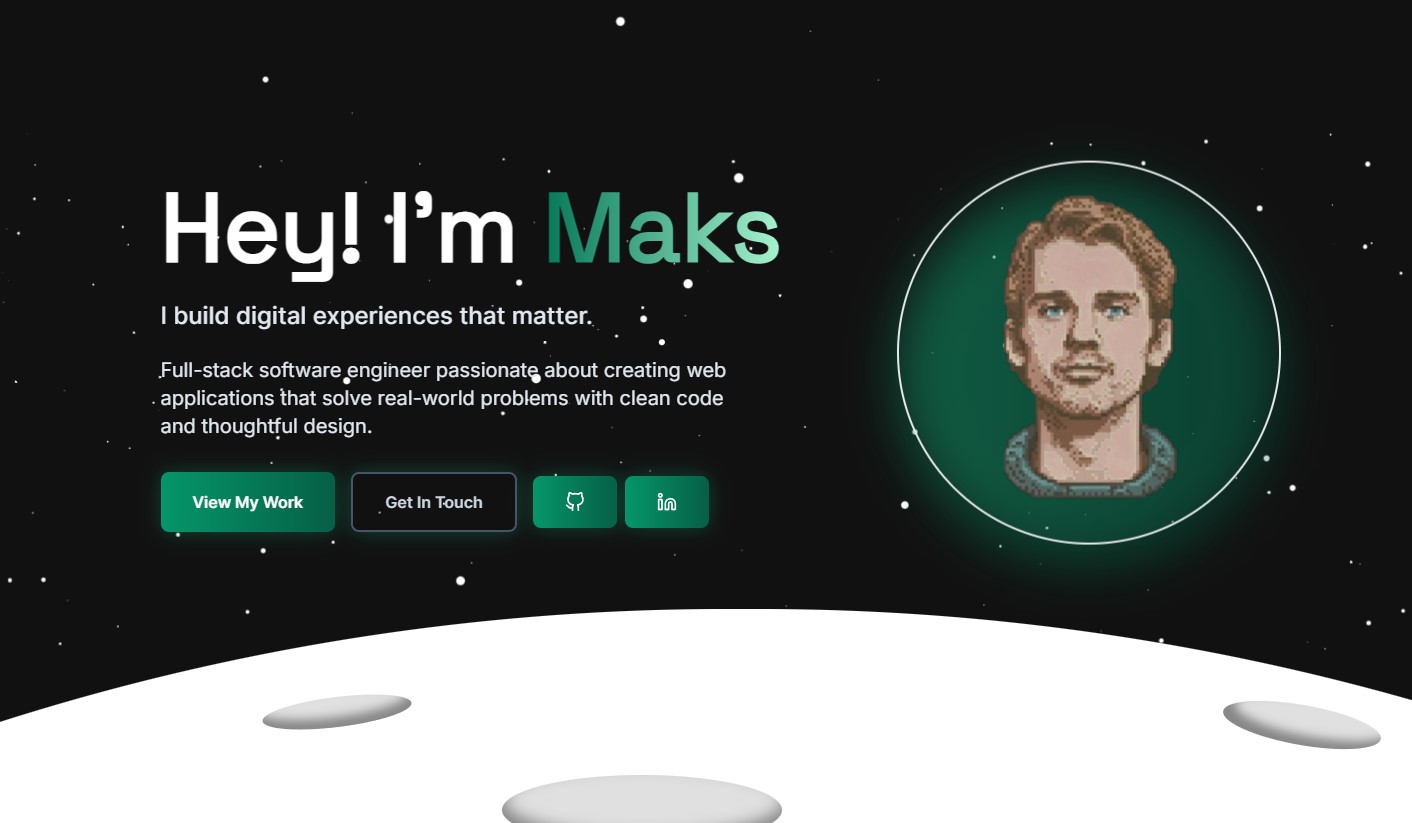 Hey! I'm Maks
I build digital experiences that matter.
Full-stack software engineer passionate about creating web
applications that solve real-world problems with clean code
and thoughtful design.
View My Work
Get In Touch